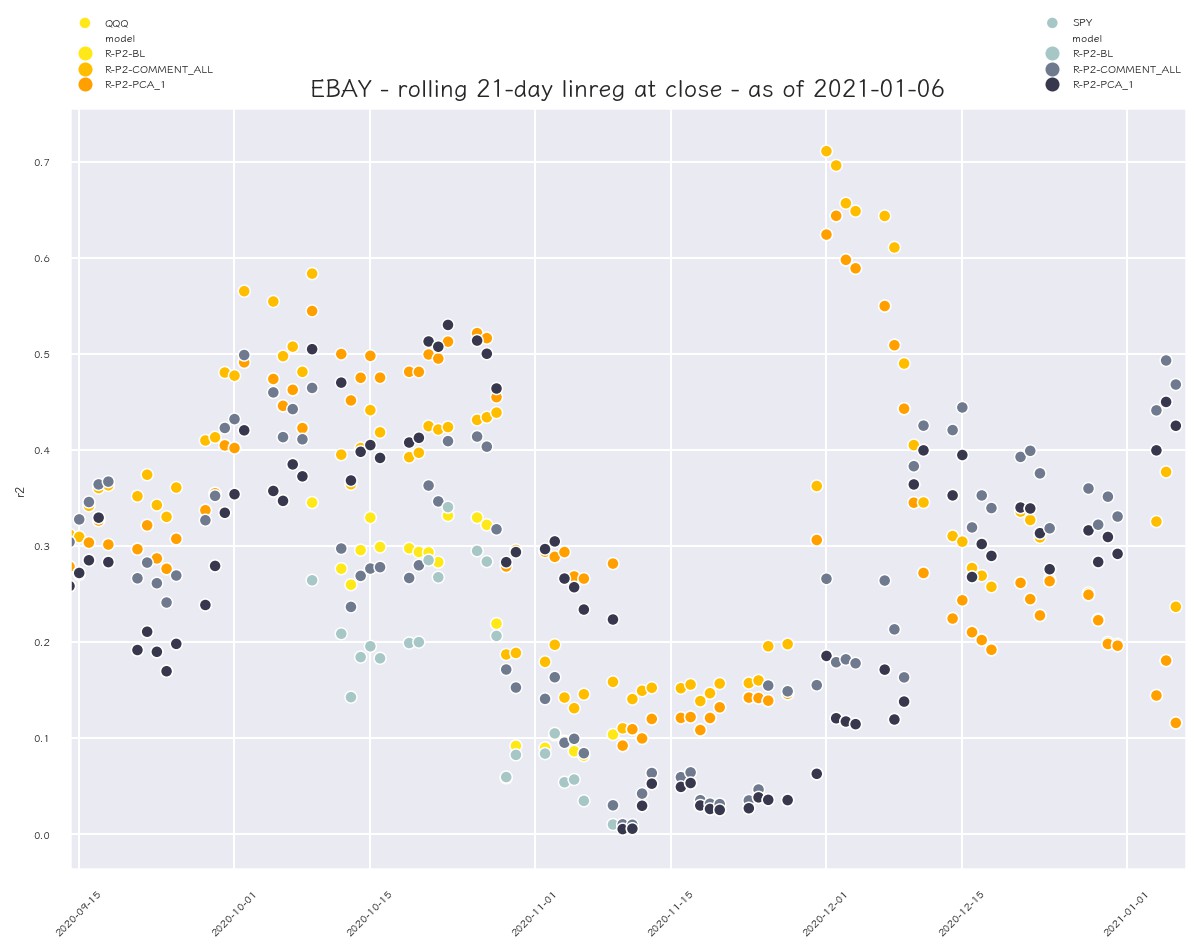 QQQ
model
R-P2-BL
R-P2-COMMENT_ALL
R-P2-PCA_1
SPY
model
R-P2-BL
R-P2-COMMENT_ALL
R-P2-PCA_1
EBAY - rolling 21-day linreg at close - as of 2021-01-06
0.7
0.6
0.5
0.4
0.3
0.2
0.1
0.0
r2
2020-09-15
2020-10-01
2020-10-15
2020-11-01
2020-11-15
2020-12-01
2020-12-15
2021-01-01